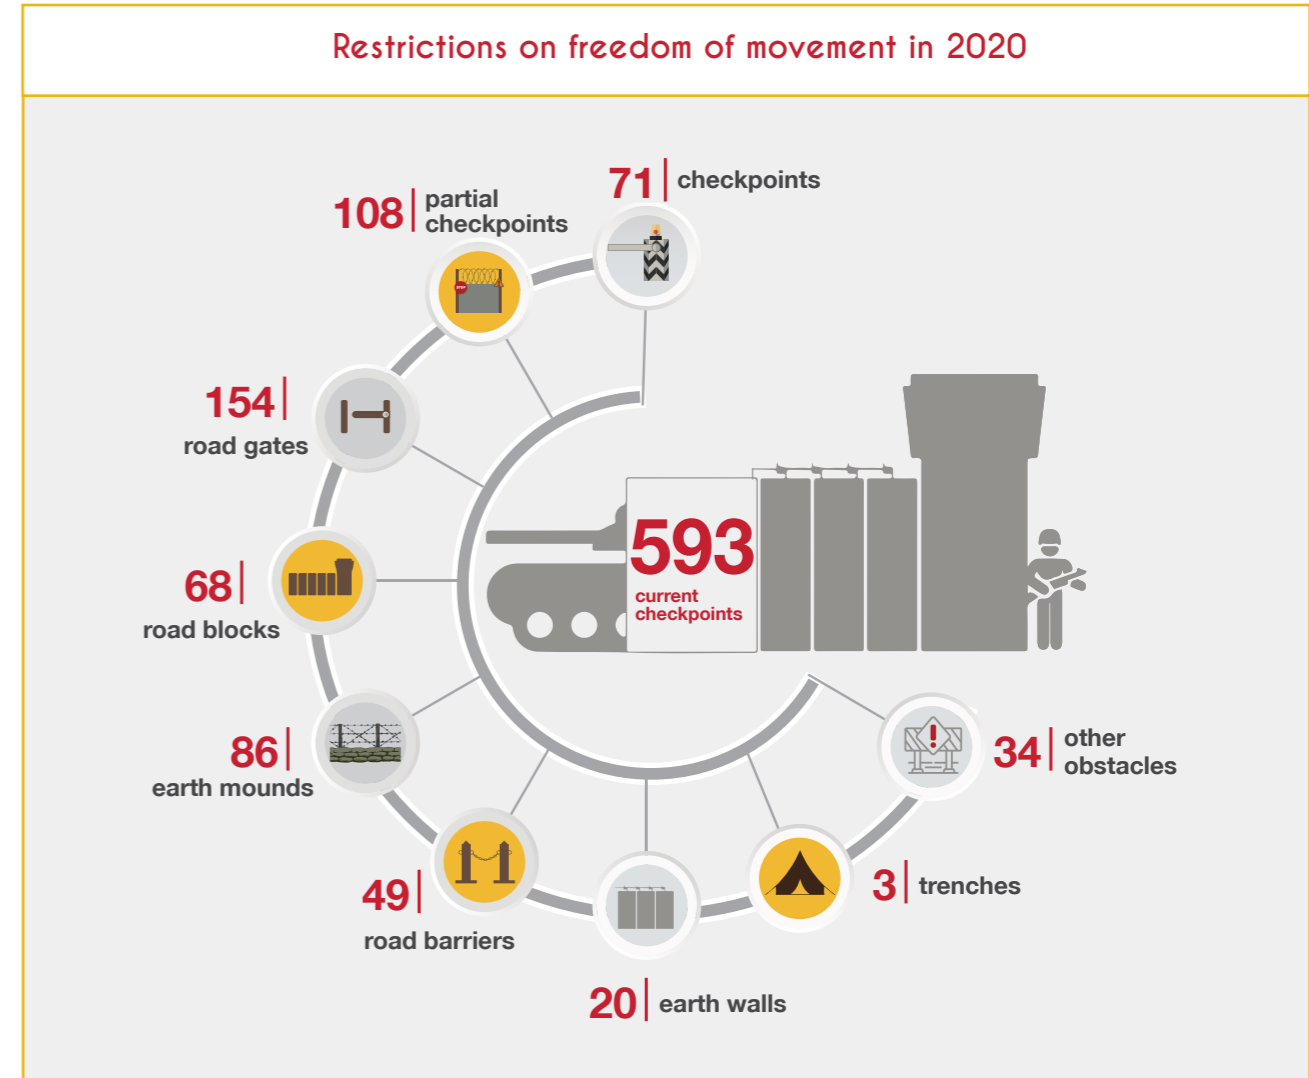 Restrictions on freedom of movement in 2020
71
checkpoints
108
partial
checkpoints
154
road gates
68
road blocks
86
earth mounds
49
road barriers
20
earth walls
3
trenches
34
other
obstacles
593
current
checkpoints
STOP